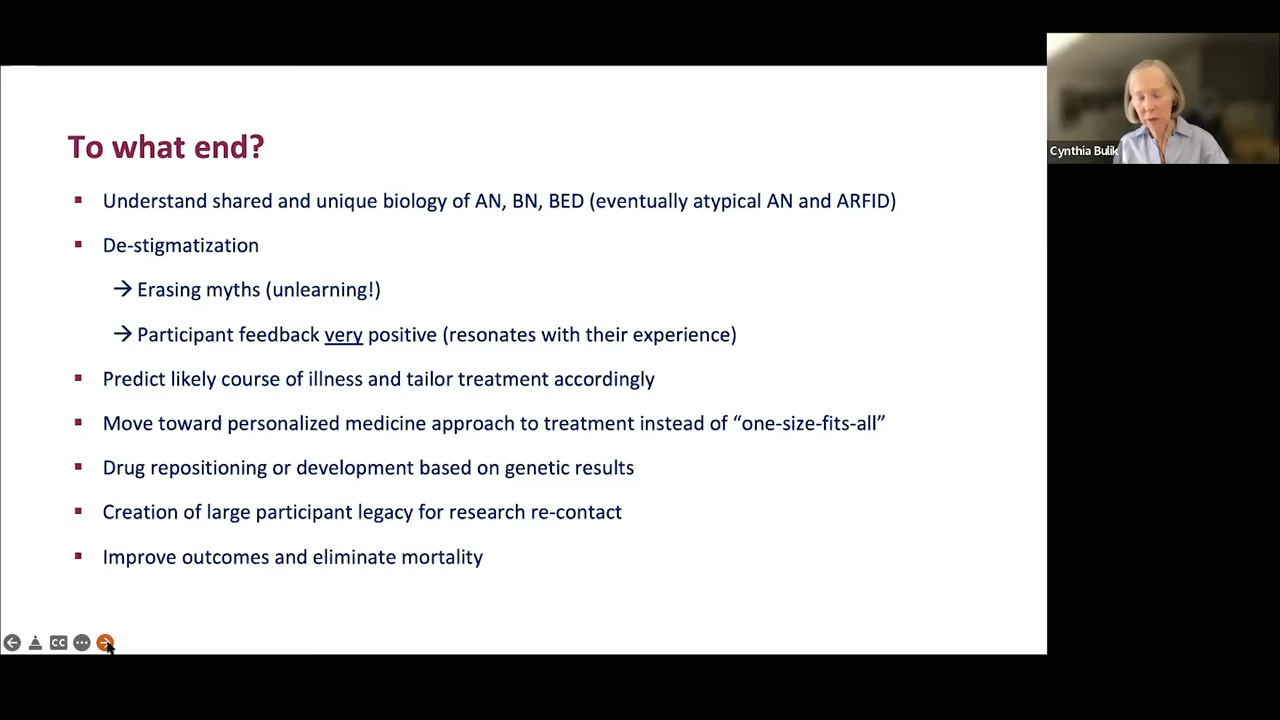 To what end?
Understand shared and unique biology of AN, BN, BED (eventually atypical AN and ARFID)
De-stigmatization
→ Erasing myths (unlearning!)
→ Participant feedback very positive (resonates with their experience)
Predict likely course of illness and tailor treatment accordingly
Move toward personalized medicine approach to treatment instead of “one-size-fits-all”
Drug repositioning or development based on genetic results
Creation of large participant legacy for research re-contact
Improve outcomes and eliminate mortality
CC
Cynthia Bulik